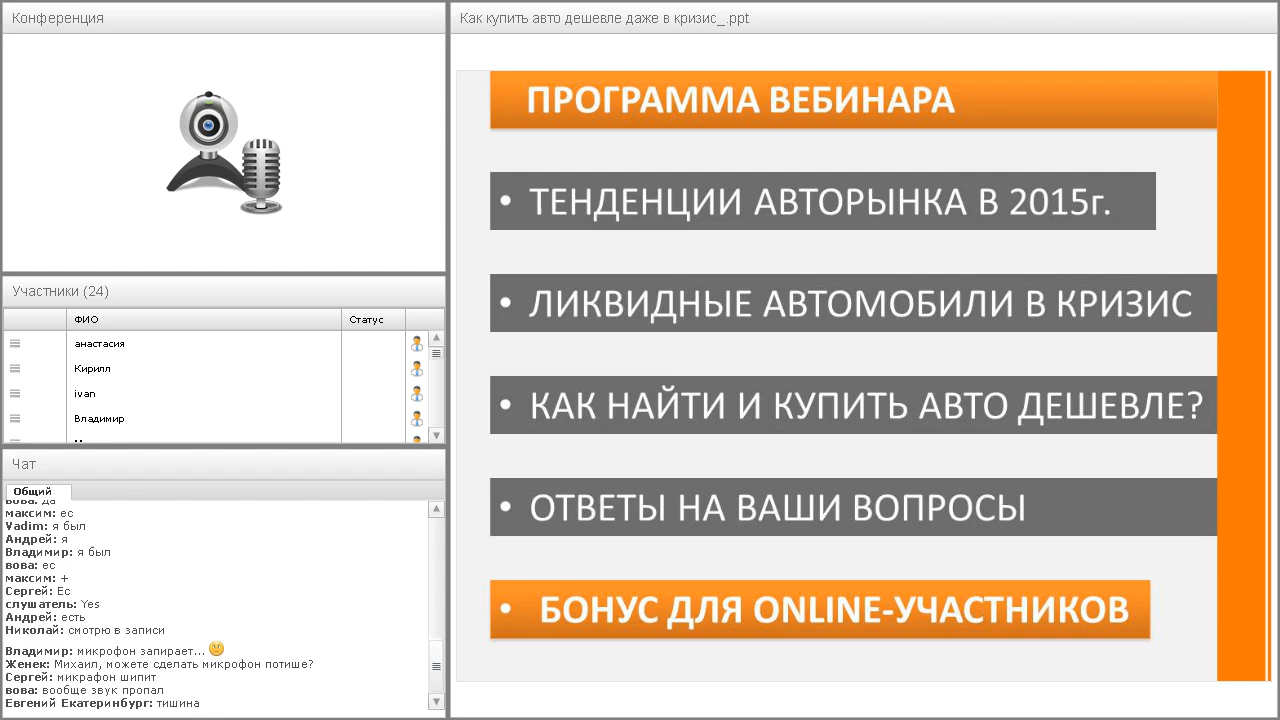 Конференция
Участники (24)
ФИО
Статус
анастасия
Кирилл
ivan
Владимир
Чат
Общий
вова: да
максим: ес
Vadim: я был
Андрей: я
Владимир: я был
вова: ес
максим: +
Сергей: Ес
слушатель: Yes
Андрей: есть
Николай: смотрю в записи
Владимир: микрофон запирает...
Женек: Михаил, можете сделать микрофон потише?
Сергей: микрафон шипит
вова: вообще звук пропал
Евгений Екатеринбург: тишина
Как купить авто дешевле даже в кризис_.ppt
ПРОГРАММА ВЕБИНАРА
• ТЕНДЕНЦИИ АВТОРЫНКА В 2015г.
• ЛИКВИДНЫЕ АВТОМОБИЛИ В КРИЗИС
• КАК НАЙТИ И КУПИТЬ АВТО ДЕШЕВЛЕ?
• ОТВЕТЫ НА ВАШИ ВОПРОСЫ
• БОНУС ДЛЯ ONLINE-УЧАСТНИКОВ